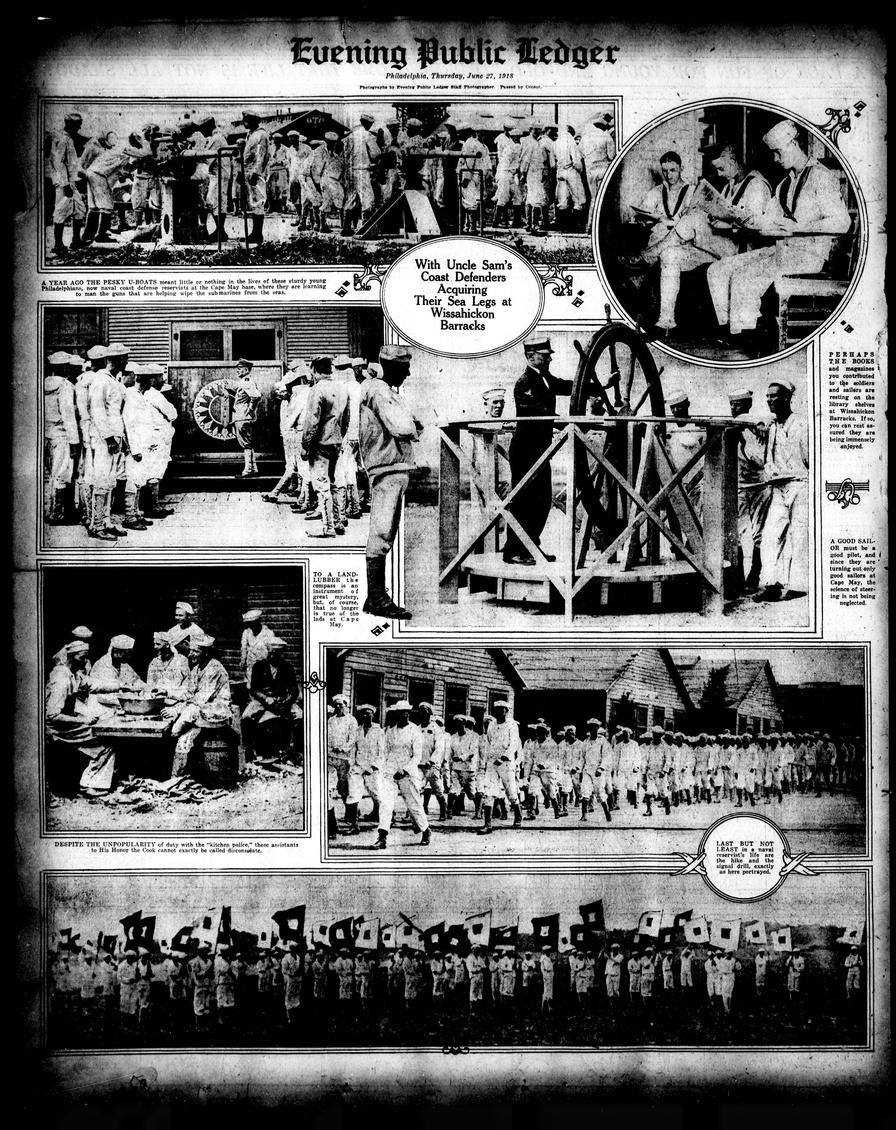 Evening Public Ledger
Philadelphia, Thursday, June 27, 1918
Photographs by Evening Public Ledger Staff Photographer. Passed by Censor.
A YEAR AGO THE PESKY U-BOATS meant little or nothing in the lives of these sturdy young
Philadelphians, now naval coast defense reservists at the Cape May base, where they are learning
to man the guns that are helping wipe the submarines from the seas.
With Uncle Sam's
Coast Defenders
Acquiring
Their Sea Legs at
Wissahickon
Barracks
PERHAPS
THE BOOKS
and magazines
you contributed
to the soldiers
and sailors are
resting on the
library shelves
at Wissahickon
Barracks. If so,
you can rest as-
sured they are
being immensely
enjoyed.
A GOOD SAIL-
OR must be a
good pilot, and
since they are
turning out only
good sailors at
Cape May, the
science of steer-
ing is not being
neglected.
TO A LAND-
LUBBER the
compass is an
instrument of
great mystery,
but, of course,
that no longer
is true of the
lads at Cape
May.
DESPITE THE UNPOPULARITY of duty with the "kitchen police," these assistants
to His Honor the Cook cannot exactly be called disconsolate.
LAST BUT NOT
LEAST in a naval
reservist's life are
the hike and the
signal drill, exactly
as here portrayed.